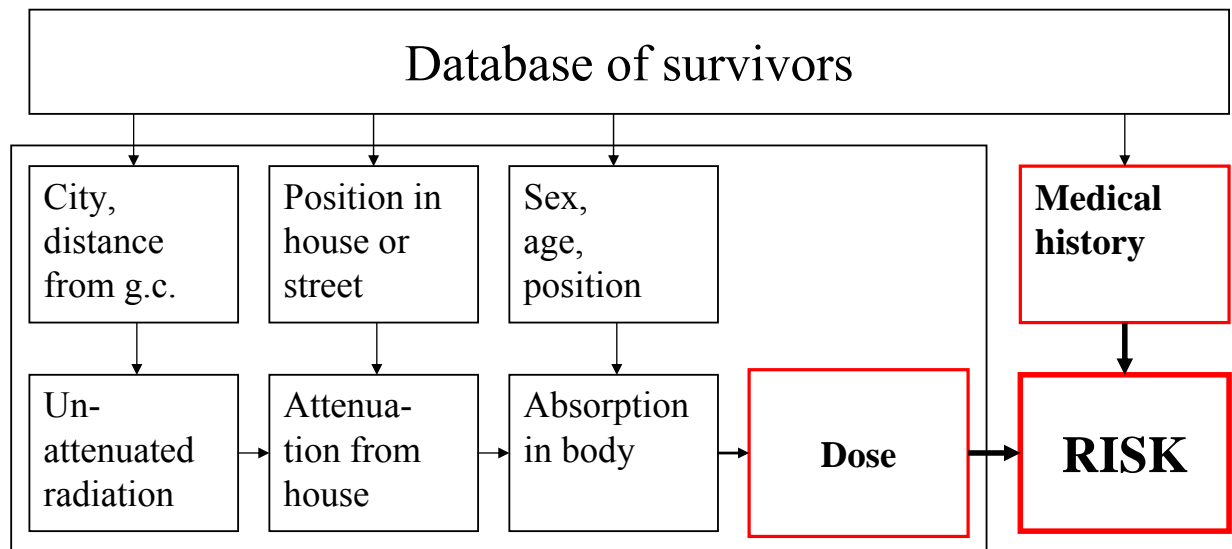 Database of survivors
City,
distance
from g.c.
Position in
house or
street
Sex,
age,
position
Medical
history
Un-
attenuated
radiation
Attenua-
tion from
house
Absorption
in body
Dose
RISK